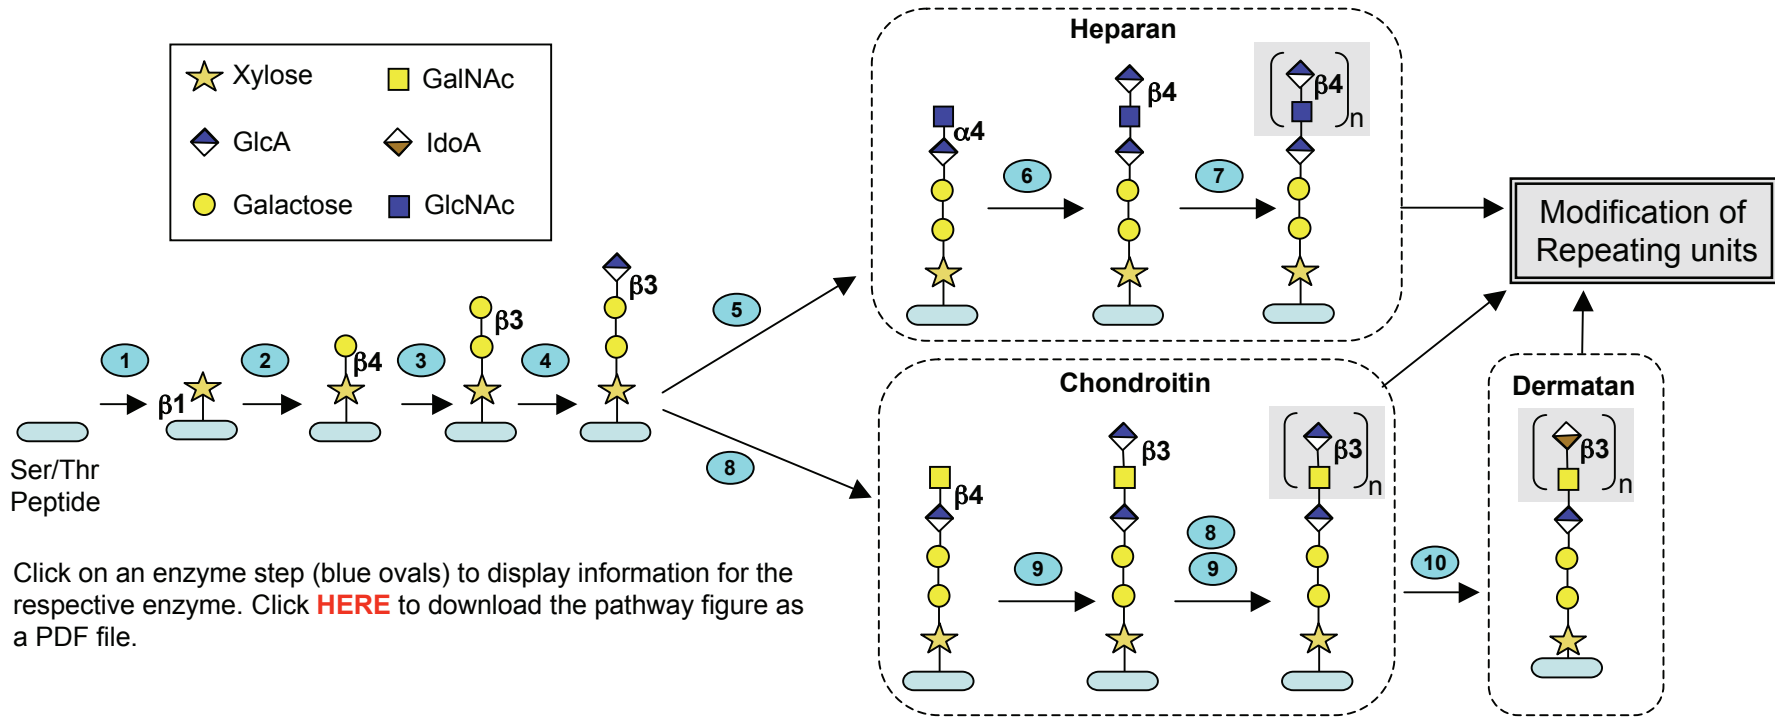 Xylose
GalNAc
GlcA
IdoA
Galactose
GlcNAc
Ser/Thr
Peptide
1
β1
2
β4
3
β3
4
β3
5
8
Heparan
α4
6
β4
7
β4
n
Chondroitin
β4
9
β3
8
9
β3
n
10
Dermatan
β3
n
Modification of
Repeating units
Click on an enzyme step (blue ovals) to display information for the
respective enzyme. Click HERE to download the pathway figure as
a PDF file.